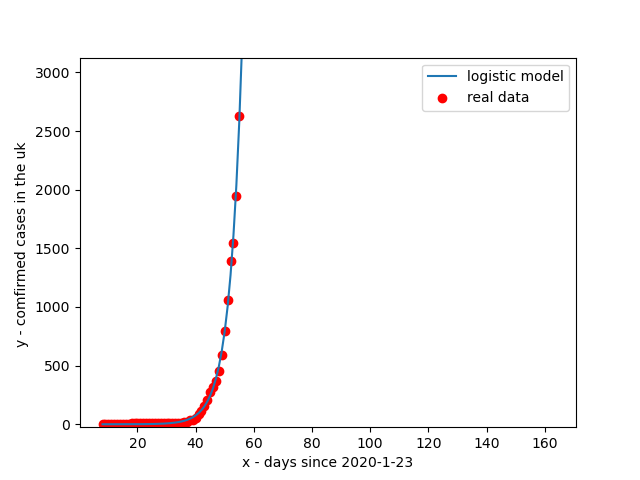 logistic model
real data
3000
2500
2000
1500
1000
500
0
y - comfirmed cases in the uk
20 40 60 80 100 120 140 160
x - days since 2020-1-23